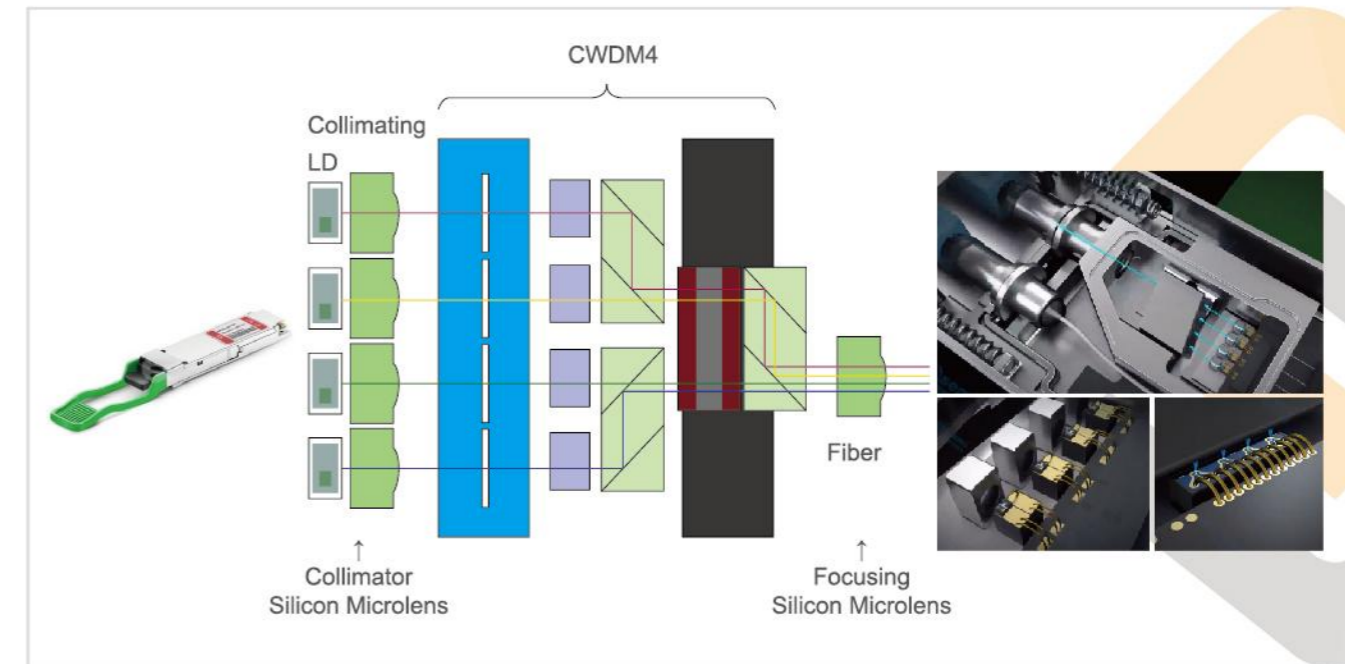 CWDM4
Collimating
LD
Fiber
Collimator
Silicon Microlens
Focusing
Silicon Microlens